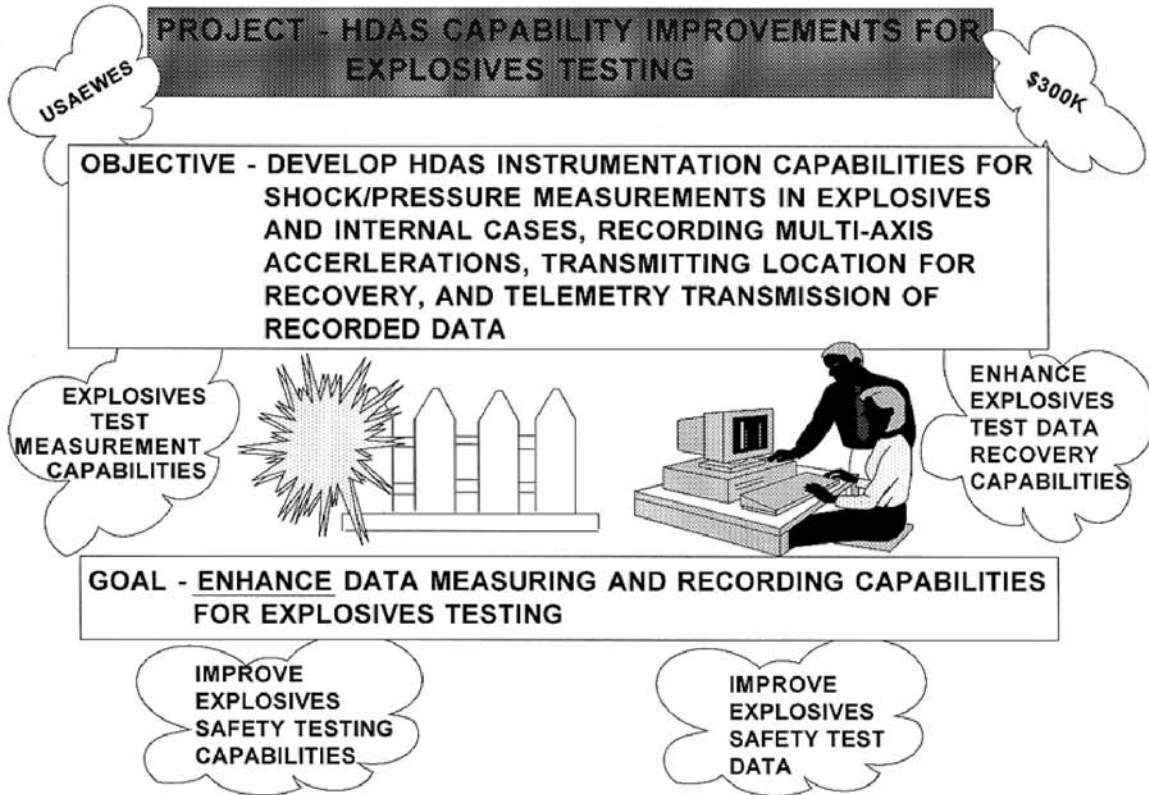 PROJECT - HDAS CAPABILITY IMPROVEMENTS FOR
EXPLOSIVES TESTING
USAEWES
$300K
OBJECTIVE - DEVELOP HDAS INSTRUMENTATION CAPABILITIES FOR
SHOCK/PRESSURE MEASUREMENTS IN EXPLOSIVES
AND INTERNAL CASES, RECORDING MULTI-AXIS
ACCERLERATIONS, TRANSMITTING LOCATION FOR
RECOVERY, AND TELEMETRY TRANSMISSION OF
RECORDED DATA
EXPLOSIVES
TEST
MEASUREMENT
CAPABILITIES
ENHANCE
EXPLOSIVES
TEST DATA
RECOVERY
CAPABILITIES
GOAL - ENHANCE DATA MEASURING AND RECORDING CAPABILITIES
FOR EXPLOSIVES TESTING
IMPROVE
EXPLOSIVES
SAFETY TESTING
CAPABILITIES
IMPROVE
EXPLOSIVES
SAFETY TEST
DATA